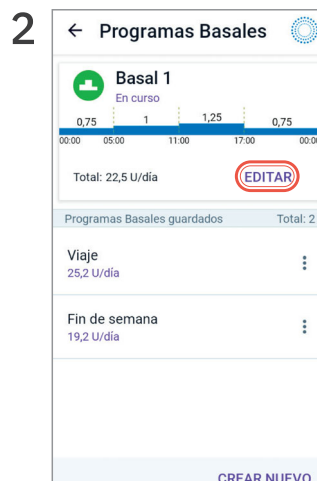 2
Programas Basales
Basal 1
En curso
0,75 1 1,25 0,75
00:00 05:00 11:00 17:00 00:0
Total: 22,5 U/día EDITAR
Programas Basales guardados Total: 2
Viaje
25,2 U/día
Fin de semana
19,2 U/día
CREAR NUEVO